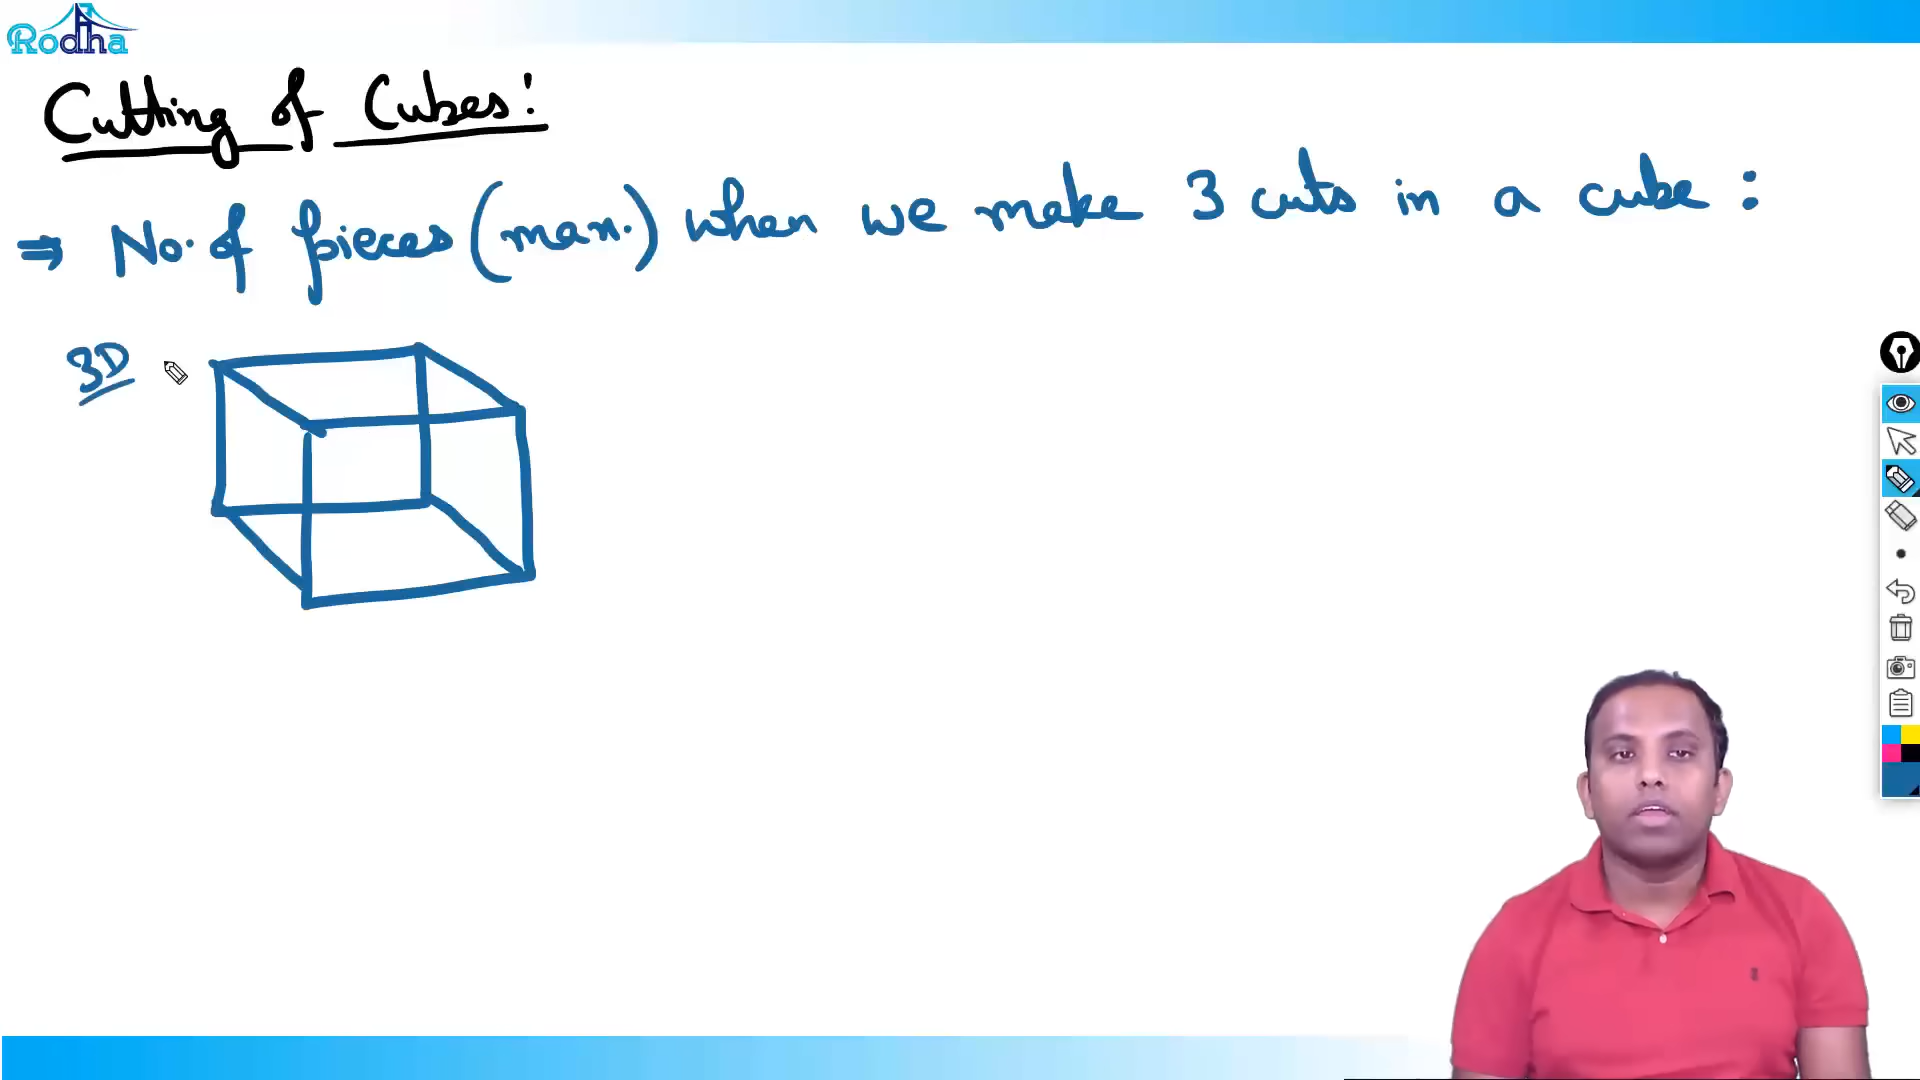 Rodha
Cutting of Cubes:
⇒ No. of pieces (max.) when we make 3 cuts in a cube :
3D